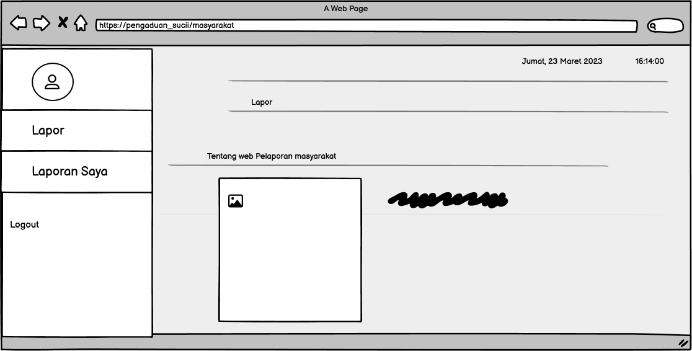 A Web Page
https://pengaduan_sucii/masyarakat
Jumat, 23 Maret 2023 16:14:00
Lapor
Lapor
Tentang web Pelaporan masyarakat
Laporan Saya
Logout